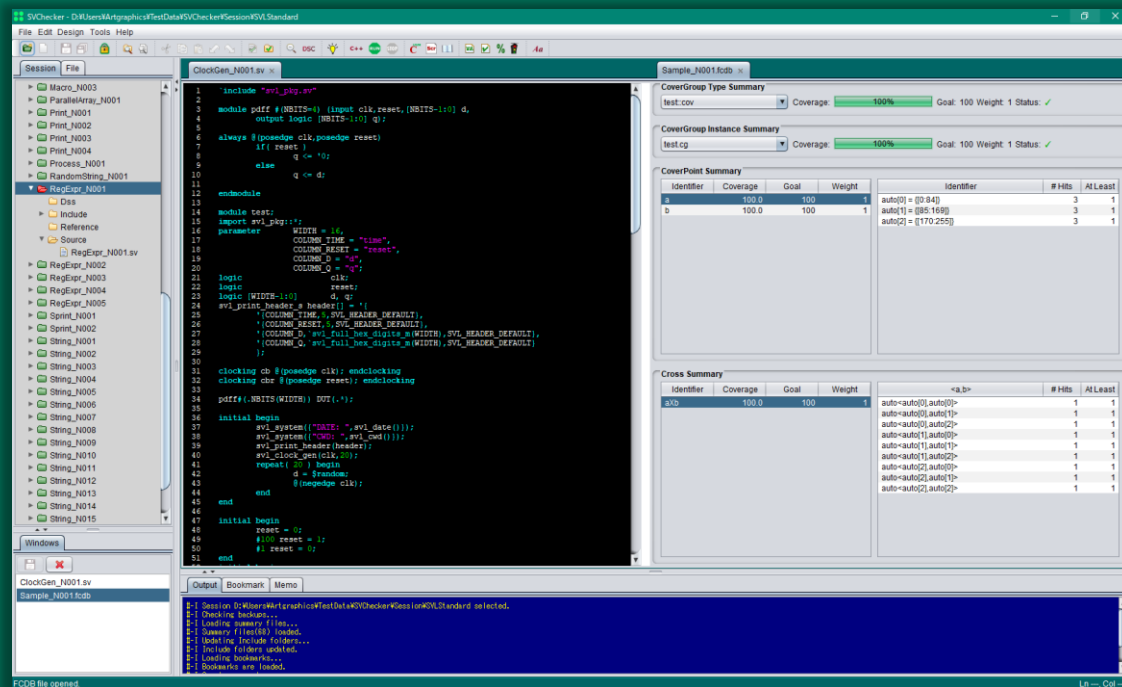 SVChecker - D:¥Users¥Artgraphics¥TestData¥SVChecker¥Session¥SVLStandard
File Edit Design Tools Help
DSC C++ Aa
Session File
Macro_N003
ParallelArray_N001
Print_N001
Print_N002
Print_N003
Print_N004
Process_N001
RandomString_N001
RegExpr_N001
Dss
Include
Reference
Source
RegExpr_N001.sv
RegExpr_N002
RegExpr_N003
RegExpr_N004
RegExpr_N005
Sprint_N001
Sprint_N002
String_N001
String_N002
String_N003
String_N004
String_N005
String_N006
String_N007
String_N008
String_N009
String_N010
String_N011
String_N012
String_N013
String_N014
String_N015
Windows
ClockGen_N001.sv
Sample_N001.fcdb
ClockGen_N001.sv
1 `include "svl_pkg.sv"
2
3 module pdff #(NBITS=4) (input clk,reset,[NBITS-1:0] d,
4 output logic [NBITS-1:0] q);
5
6 always @(posedge clk,posedge reset)
7 if( reset )
8 q <= '0;
9 else
10 q <= d;
11
12 endmodule
13
14 module test;
15 import svl_pkg::*;
16 parameter WIDTH = 16,
17 COLUMN_TIME = "time",
18 COLUMN_RESET = "reset",
19 COLUMN_D = "d",
20 COLUMN_Q = "q";
21 logic clk;
22 logic reset;
23 logic [WIDTH-1:0] d, q;
24 svl_print_header_s header[] = '{
25 '{COLUMN_TIME,5,SVL_HEADER_DEFAULT},
26 '{COLUMN_RESET,5,SVL_HEADER_DEFAULT},
27 '{COLUMN_D,`svl_full_hex_digits_m(WIDTH),SVL_HEADER_DEFAULT},
28 '{COLUMN_Q,`svl_full_hex_digits_m(WIDTH),SVL_HEADER_DEFAULT}
29 };
30
31 clocking cb @(posedge clk); endclocking
32 clocking cbr @(posedge reset); endclocking
33
34 pdff#(.NBITS(WIDTH)) DUT(.*);
35
36 initial begin
37 svl_system({"DATE: ",svl_date()});
38 svl_system({"CWD: ",svl_cwd()});
39 svl_print_header(header);
40 svl_clock_gen(clk,20);
41 repeat( 20 ) begin
42 d = $random;
43 @(negedge clk);
44 end
45 end
46
47 initial begin
48 reset = 0;
49 #100 reset = 1;
50 #1 reset = 0;
51 end
Sample_N001.fcdb
CoverGroup Type Summary
test::cov Coverage: 100% Goal: 100 Weight: 1 Status: ✓
CoverGroup Instance Summary
test.cg Coverage: 100% Goal: 100 Weight: 1 Status: ✓
CoverPoint Summary
Identifier Coverage Goal Weight
a 100.0 100 1
b 100.0 100 1
Identifier # Hits At Least
auto[0] = {[0:84]} 3 1
auto[1] = {[85:169]} 3 1
auto[2] = {[170:255]} 3 1
Cross Summary
Identifier Coverage Goal Weight
aXb 100.0 100 1
<a,b> # Hits At Least
auto<auto[0],auto[0]> 1 1
auto<auto[0],auto[1]> 1 1
auto<auto[0],auto[2]> 1 1
auto<auto[1],auto[0]> 1 1
auto<auto[1],auto[1]> 1 1
auto<auto[1],auto[2]> 1 1
auto<auto[2],auto[0]> 1 1
auto<auto[2],auto[1]> 1 1
auto<auto[2],auto[2]> 1 1
Output Bookmark Memo
#-I Session D:¥Users¥Artgraphics¥TestData¥SVChecker¥Session¥SVLStandard selected.
#-I Checking backups...
#-I Loading summary files...
#-I Summary files(60) loaded.
#-I Updating Include folders...
#-I Include folders updated.
#-I Loading bookmarks...
#-I Bookmarks are loaded.
FCDB file opened.
Ln ---, Col --